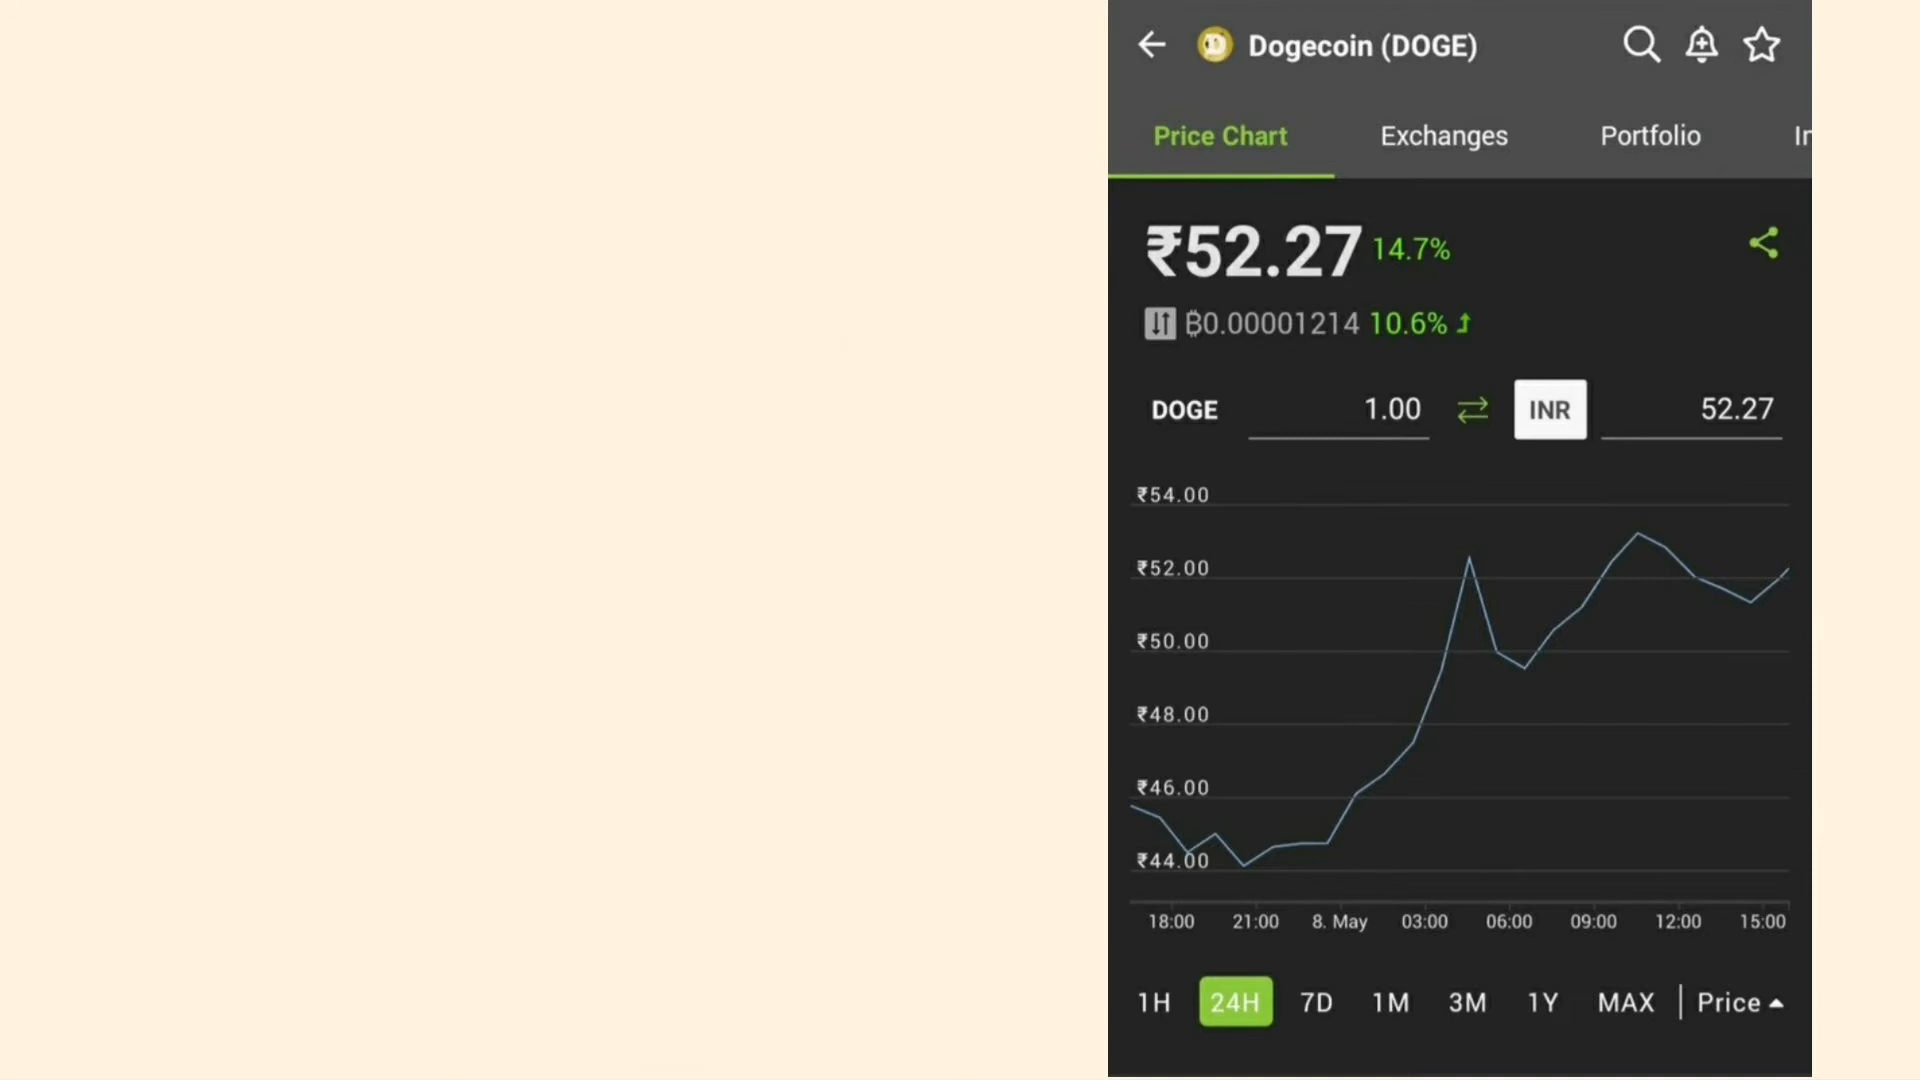 Dogecoin (DOGE)
Price Chart Exchanges Portfolio
₹52.27 14.7%
₿0.00001214 10.6%
DOGE 1.00 INR 52.27
₹54.00
₹52.00
₹50.00
₹48.00
₹46.00
₹44.00
18:00 21:00 8. May 03:00 06:00 09:00 12:00 15:00
1H 24H 7D 1M 3M 1Y MAX | Price